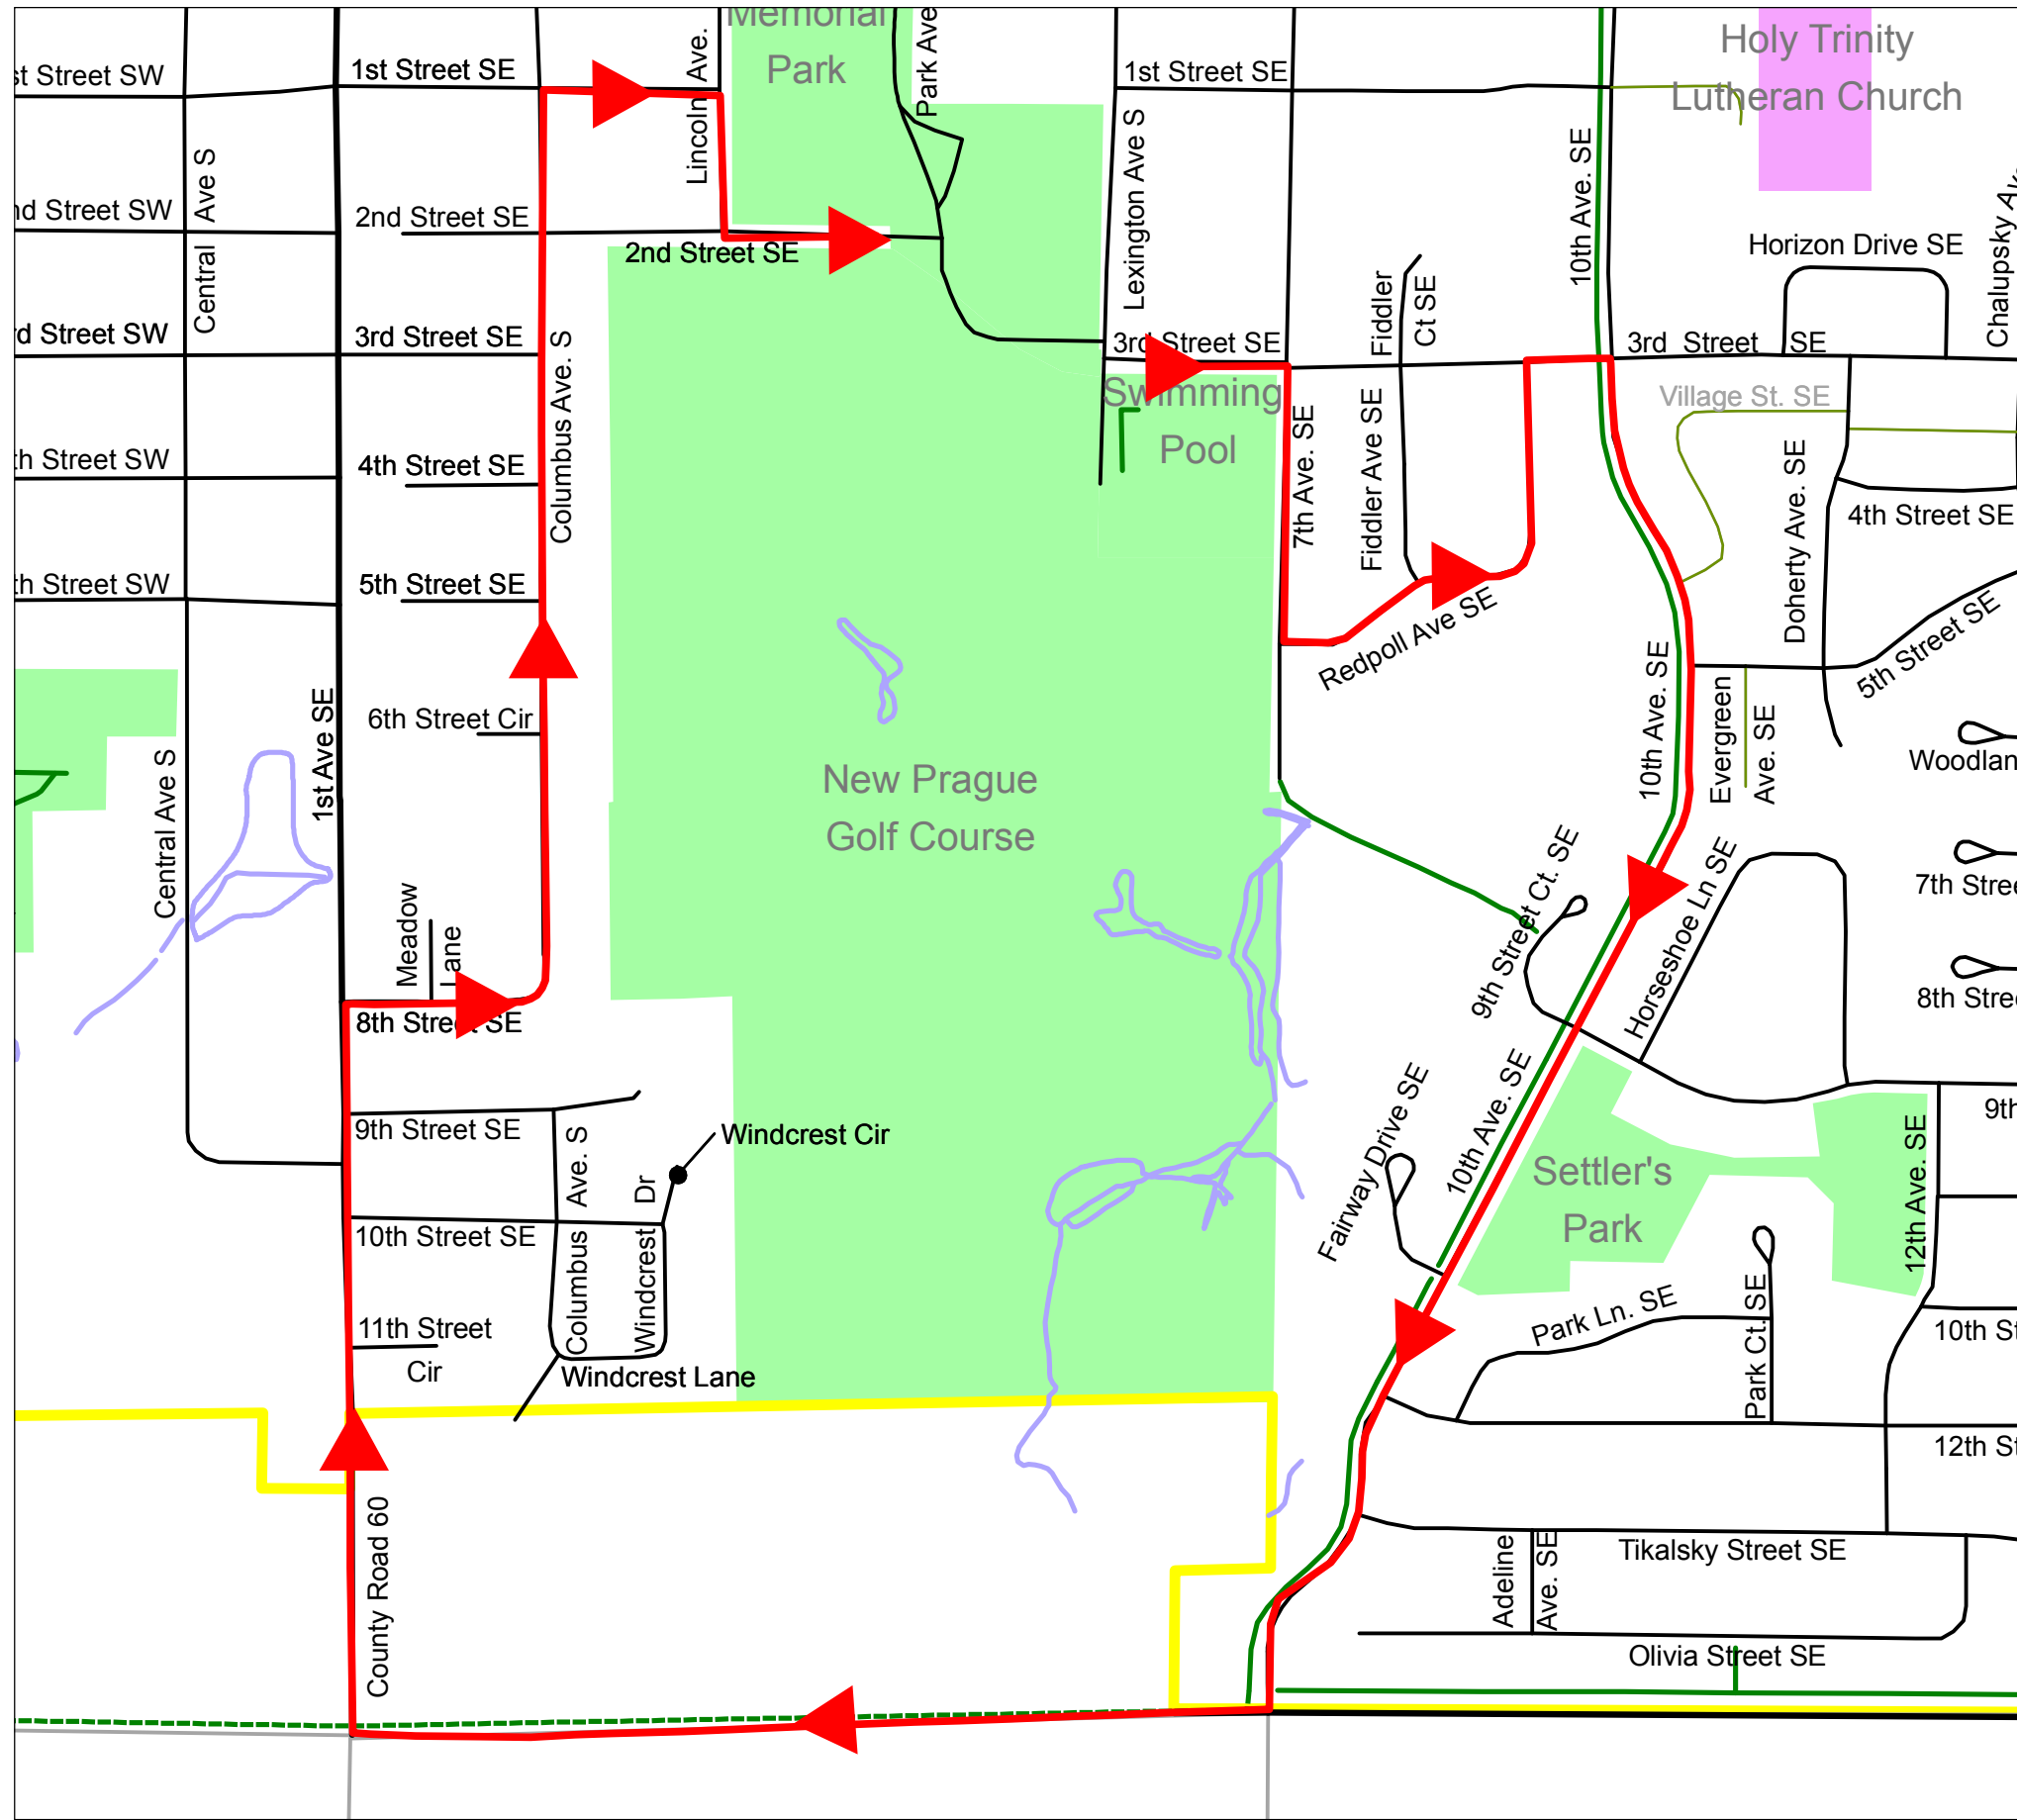 Memorial
Park
Park Ave
Lincoln Ave.
Holy Trinity
Lutheran Church
st Street SW
1st Street SE
1st Street SE
Central Ave S
nd Street SW
2nd Street SE
2nd Street SE
Lexington Ave S
10th Ave. SE
Horizon Drive SE
Chalupsky Av
rd Street SW
3rd Street SE
Columbus Ave. S
3rd Street SE
Fiddler
Ct SE
3rd Street SE
Swimming
Pool
Village St. SE
7th Ave. SE
Fiddler Ave SE
th Street SW
4th Street SE
Doherty Ave. SE
4th Street SE
th Street SW
5th Street SE
Redpoll Ave SE
5th Street SE
1st Ave SE
6th Street Cir
10th Ave. SE
Evergreen
Ave. SE
Woodlan
New Prague
Golf Course
Central Ave S
Meadow
Lane
9th Street Ct. SE
Horseshoe Ln SE
7th Stree
8th Stree
8th Street SE
9th Street SE
Windcrest Cir
Columbus Ave. S
Windcrest Dr
10th Street SE
Fairway Drive SE
10th Ave. SE
9th
Settler's
Park
12th Ave. SE
11th Street
Cir
Windcrest Lane
Park Ln. SE
Park Ct. SE
10th St
12th St
County Road 60
Adeline
Ave. SE
Tikalsky Street SE
Olivia Street SE